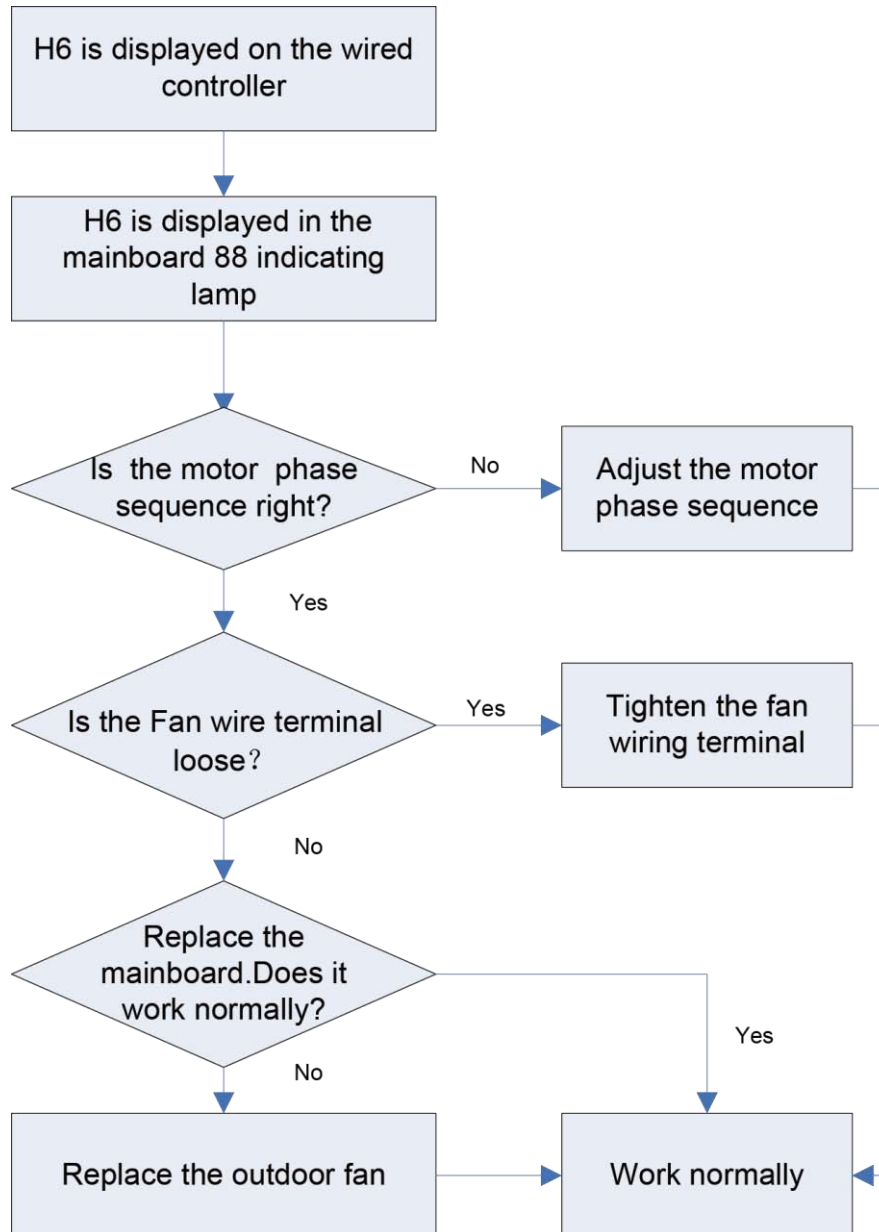 H6 is displayed on the wired
controller
H6 is displayed in the
mainboard 88 indicating
lamp
Is the motor phase
sequence right?
No
Adjust the motor
phase sequence
Yes
Is the Fan wire terminal
loose？
Yes
Tighten the fan
wiring terminal
No
Replace the
mainboard.Does it
work normally?
Yes
No
Replace the outdoor fan
Work normally